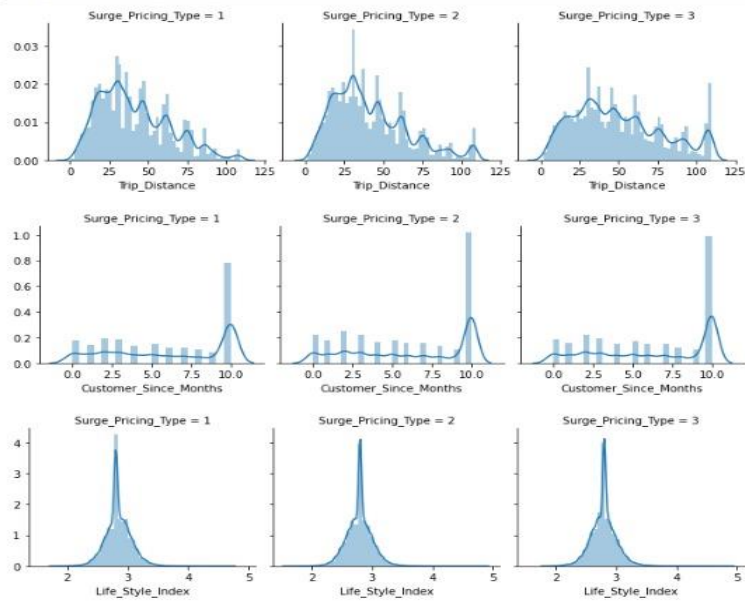 Surge_Pricing_Type = 1 Surge_Pricing_Type = 2 Surge_Pricing_Type = 3
0.03
0.02
0.01
0.00
0 25 50 75 100 125 0 25 50 75 100 125 0 25 50 75 100 125
Trip_Distance Trip_Distance Trip_Distance
Surge_Pricing_Type = 1 Surge_Pricing_Type = 2 Surge_Pricing_Type = 3
1.0
0.8
0.6
0.4
0.2
0.0
0.0 2.5 5.0 7.5 10.0 0.0 2.5 5.0 7.5 10.0 0.0 2.5 5.0 7.5 10.0
Customer_Since_Months Customer_Since_Months Customer_Since_Months
Surge_Pricing_Type = 1 Surge_Pricing_Type = 2 Surge_Pricing_Type = 3
4
3
2
1
0
2 3 4 5 2 3 4 5 2 3 4 5
Life_Style_Index Life_Style_Index Life_Style_Index